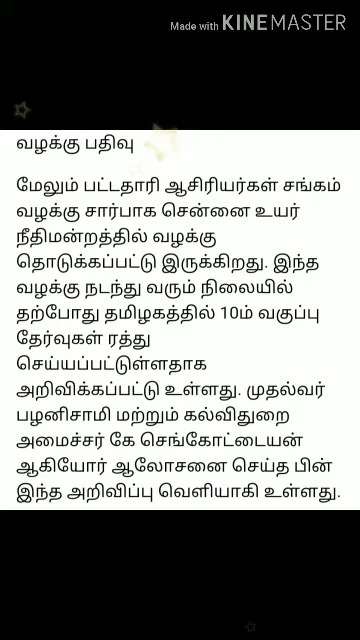 Made with KINEMASTER
வழக்கு பதிவு
மேலும் பட்டதாரி ஆசிரியர்கள் சங்கம்
வழக்கு சார்பாக சென்னை உயர்
நீதிமன்றத்தில் வழக்கு
தொடுக்கப்பட்டு இருக்கிறது. இந்த
வழக்கு நடந்து வரும் நிலையில்
தற்போது தமிழகத்தில் 10ம் வகுப்பு
தேர்வுகள் ரத்து
செய்யப்பட்டுள்ளதாக
அறிவிக்கப்பட்டு உள்ளது. முதல்வர்
பழனிசாமி மற்றும் கல்விதுறை
அமைச்சர் கே செங்கோட்டையன்
ஆகியோர் ஆலோசனை செய்த பின்
இந்த அறிவிப்பு வெளியாகி உள்ளது.